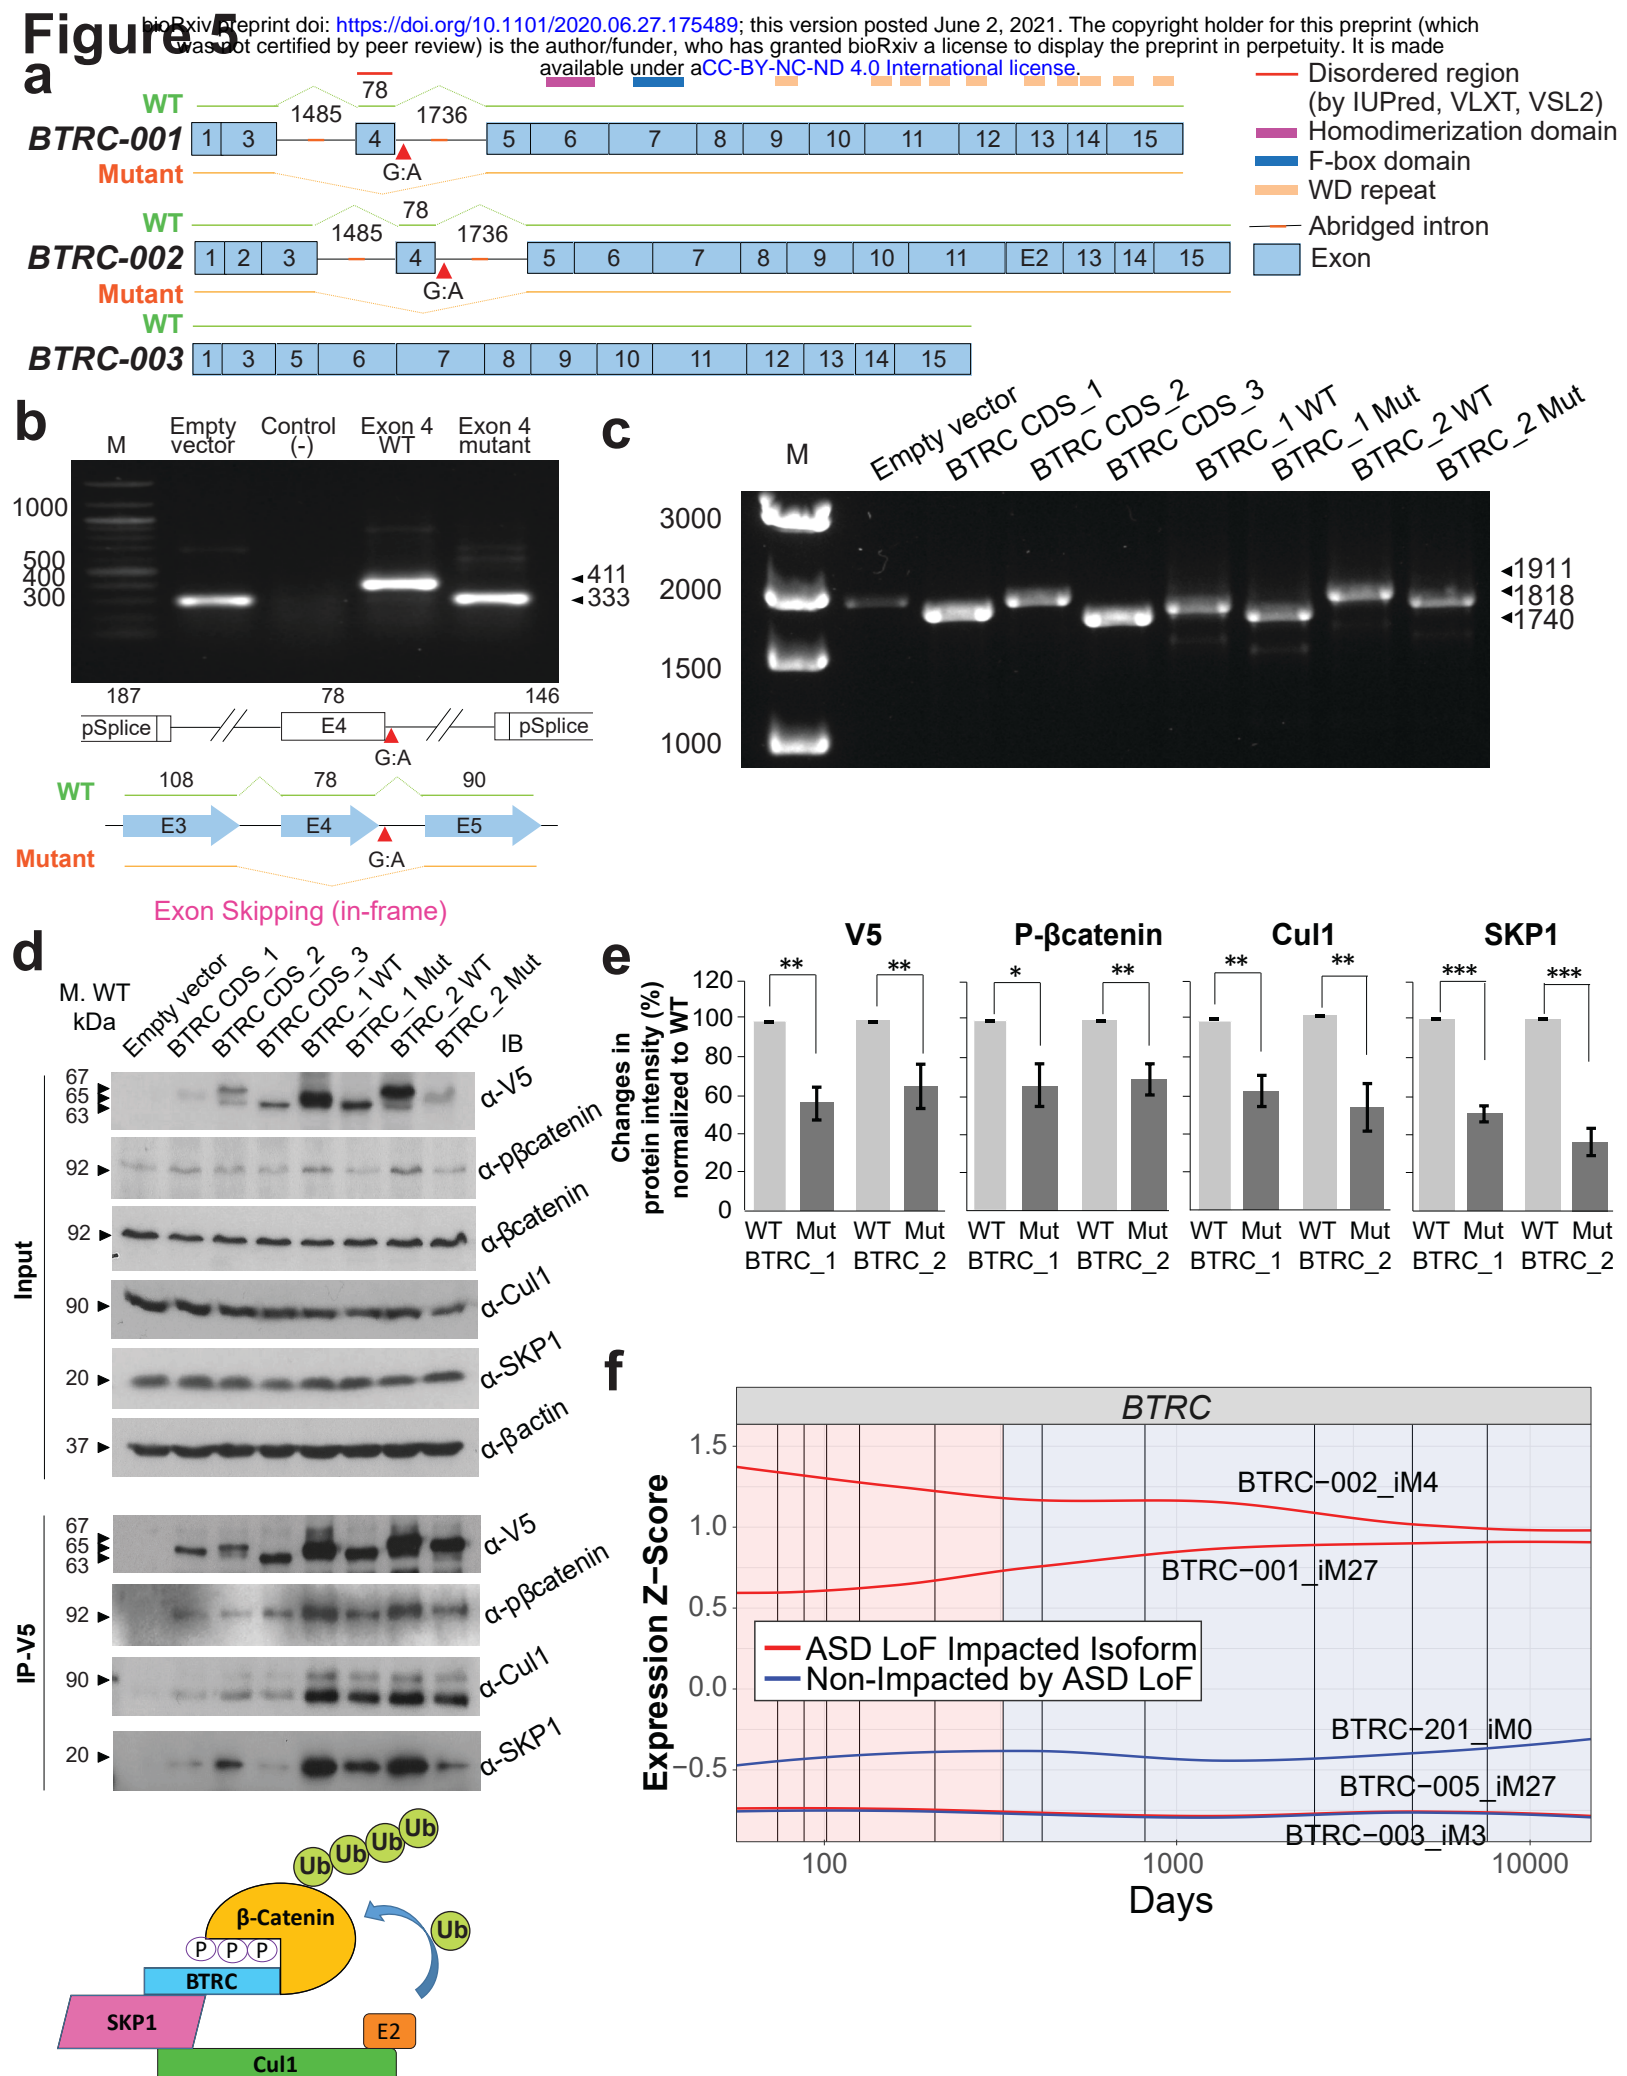 Figure 5
bioRxiv preprint doi: https://doi.org/10.1101/2020.06.27.175489; this version posted June 2, 2021. The copyright holder for this preprint (which
was not certified by peer review) is the author/funder, who has granted bioRxiv a license to display the preprint in perpetuity. It is made
available under aCC-BY-NC-ND 4.0 International license.
a
WT
1485
78
1736
BTRC-001
1 3 4 5 6 7 8 9 10 11 12 13 14 15
G:A
Mutant
WT
1485
78
1736
BTRC-002
1 2 3 4 5 6 7 8 9 10 11 E2 13 14 15
G:A
Mutant
WT
BTRC-003
1 3 5 6 7 8 9 10 11 12 13 14 15
Disordered region
(by IUPred, VLXT, VSL2)
Homodimerization domain
F-box domain
WD repeat
Abridged intron
Exon
b
M
Empty
vector
Control
(-)
Exon 4
WT
Exon 4
mutant
1000
500
400
300
411
333
187 78 146
pSplice E4 pSplice
G:A
108 78 90
WT
E3 E4 E5
G:A
Mutant
Exon Skipping (in-frame)
c
M
Empty vector
BTRC CDS_1
BTRC CDS_2
BTRC CDS_3
BTRC_1 WT
BTRC_1 Mut
BTRC_2 WT
BTRC_2 Mut
3000
2000
1500
1000
1911
1818
1740
d
M. WT
kDa
Empty vector
BTRC CDS_1
BTRC CDS_2
BTRC CDS_3
BTRC_1 WT
BTRC_1 Mut
BTRC_2 WT
BTRC_2 Mut
IB
Input
67
65
63
α-V5
92
α-pβcatenin
92
α-βcatenin
90
α-Cul1
20
α-SKP1
37
α-βactin
IP-V5
67
65
63
α-V5
92
α-pβcatenin
90
α-Cul1
20
α-SKP1
Ub Ub Ub Ub
β-Catenin
Ub
P P P
BTRC
SKP1
E2
Cul1
e
V5 P-βcatenin Cul1 SKP1
Changes in
protein intensity (%)
normalized to WT
120
100
80
60
40
20
0
** ** * ** ** ** *** ***
WT Mut WT Mut WT Mut WT Mut WT Mut WT Mut WT Mut WT Mut
BTRC_1 BTRC_2 BTRC_1 BTRC_2 BTRC_1 BTRC_2 BTRC_1 BTRC_2
f
BTRC
Expression Z−Score
1.5
1.0
0.5
0.0
−0.5
BTRC−002_iM4
BTRC−001_iM27
ASD LoF Impacted Isoform
Non-Impacted by ASD LoF
BTRC−201_iM0
BTRC−005_iM27
BTRC−003_iM3
100 1000 10000
Days